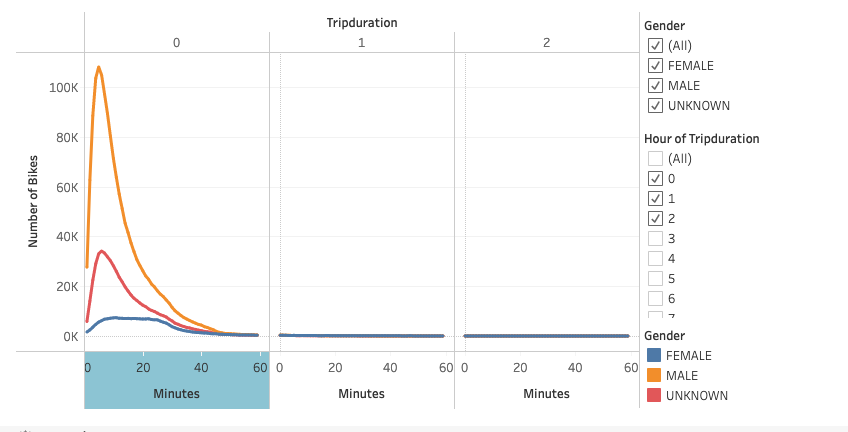 Tripduration
0 1 2
Number of Bikes
100K
80K
60K
40K
20K
0K
0 20 40 60 0 20 40 60 0 20 40 60
Minutes Minutes Minutes
Gender
(All)
FEMALE
MALE
UNKNOWN
Hour of Tripduration
(All)
0
1
2
3
4
5
6
Gender
FEMALE
MALE
UNKNOWN